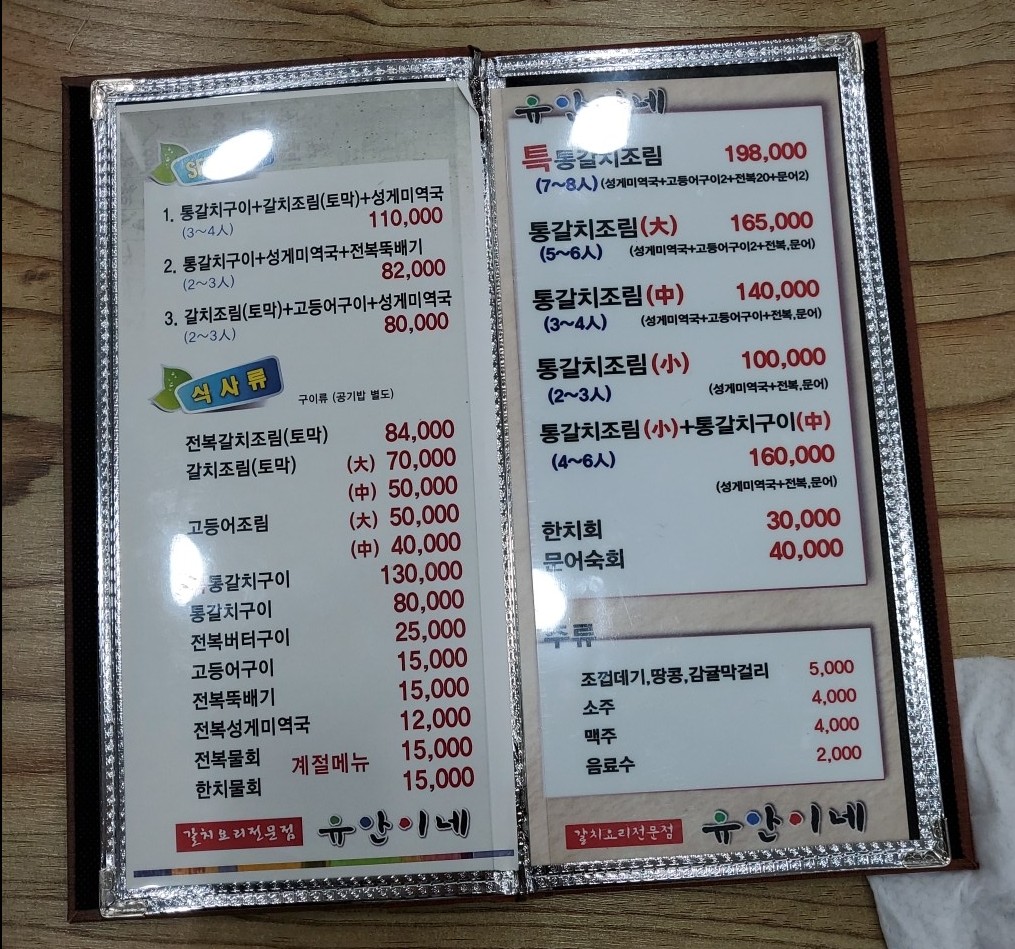 1. 통갈치구이+갈치조림(토막)+성게미역국
(3~4人) 110,000
2. 통갈치구이+성게미역국+전복뚝배기
(2~3人) 82,000
3. 갈치조림(토막)+고등어구이+성게미역국
(2~3人) 80,000
식사류
구이류 (공기밥 별도)
전복갈치조림(토막) 84,000
갈치조림(토막) (大) 70,000
(中) 50,000
고등어조림 (大) 50,000
(中) 40,000
통갈치구이 130,000
통갈치구이 80,000
전복버터구이 25,000
고등어구이 15,000
전복뚝배기 15,000
전복성게미역국 12,000
전복물회 계절메뉴 15,000
한치물회 15,000
갈치요리전문점 유안이네
유안이네
특통갈치조림 198,000
(7~8人) (성게미역국+고등어구이2+전복20+문어2)
통갈치조림(大) 165,000
(5~6人) (성게미역국+고등어구이2+전복,문어)
통갈치조림(中) 140,000
(3~4人) (성게미역국+고등어구이+전복,문어)
통갈치조림(小) 100,000
(2~3人) (성게미역국+전복,문어)
통갈치조림(小)+통갈치구이(中)
(4~6人) 160,000
(성게미역국+전복,문어)
한치회 30,000
문어숙회 40,000
주류
조껍데기,땅콩,감귤막걸리 5,000
소주 4,000
맥주 4,000
음료수 2,000
갈치요리전문점 유안이네